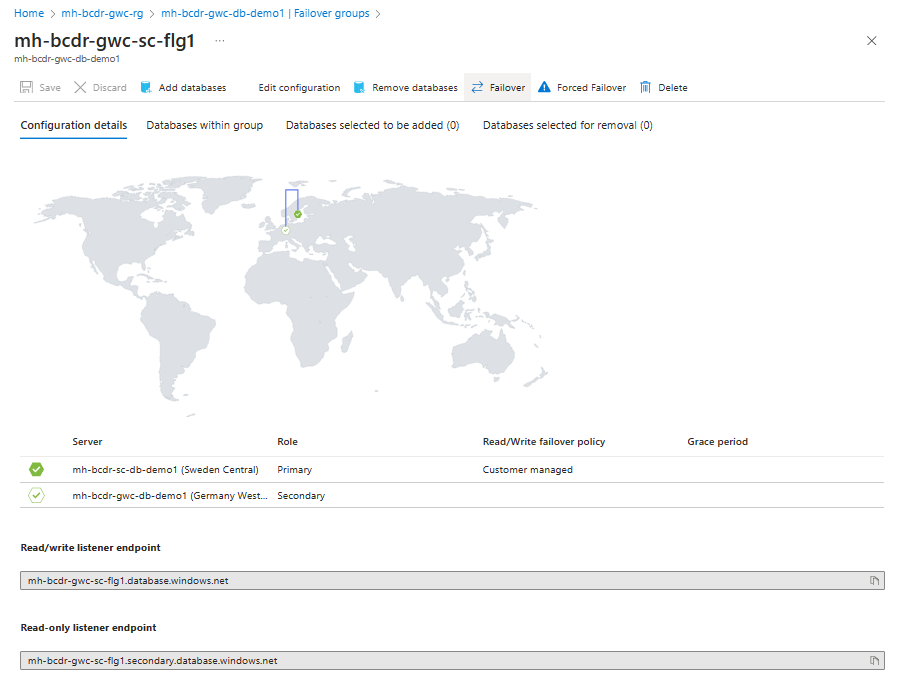 Home > mh-bcdr-gwc-rg > mh-bcdr-gwc-db-demo1 | Failover groups >
mh-bcdr-gwc-sc-flg1 ...
mh-bcdr-gwc-db-demo1
Save Discard Add databases Edit configuration Remove databases Failover Forced Failover Delete
Configuration details Databases within group Databases selected to be added (0) Databases selected for removal (0)
Server Role Read/Write failover policy Grace period
mh-bcdr-sc-db-demo1 (Sweden Central) Primary Customer managed
mh-bcdr-gwc-db-demo1 (Germany West... Secondary
Read/write listener endpoint
mh-bcdr-gwc-sc-flg1.database.windows.net
Read-only listener endpoint
mh-bcdr-gwc-sc-flg1.secondary.database.windows.net